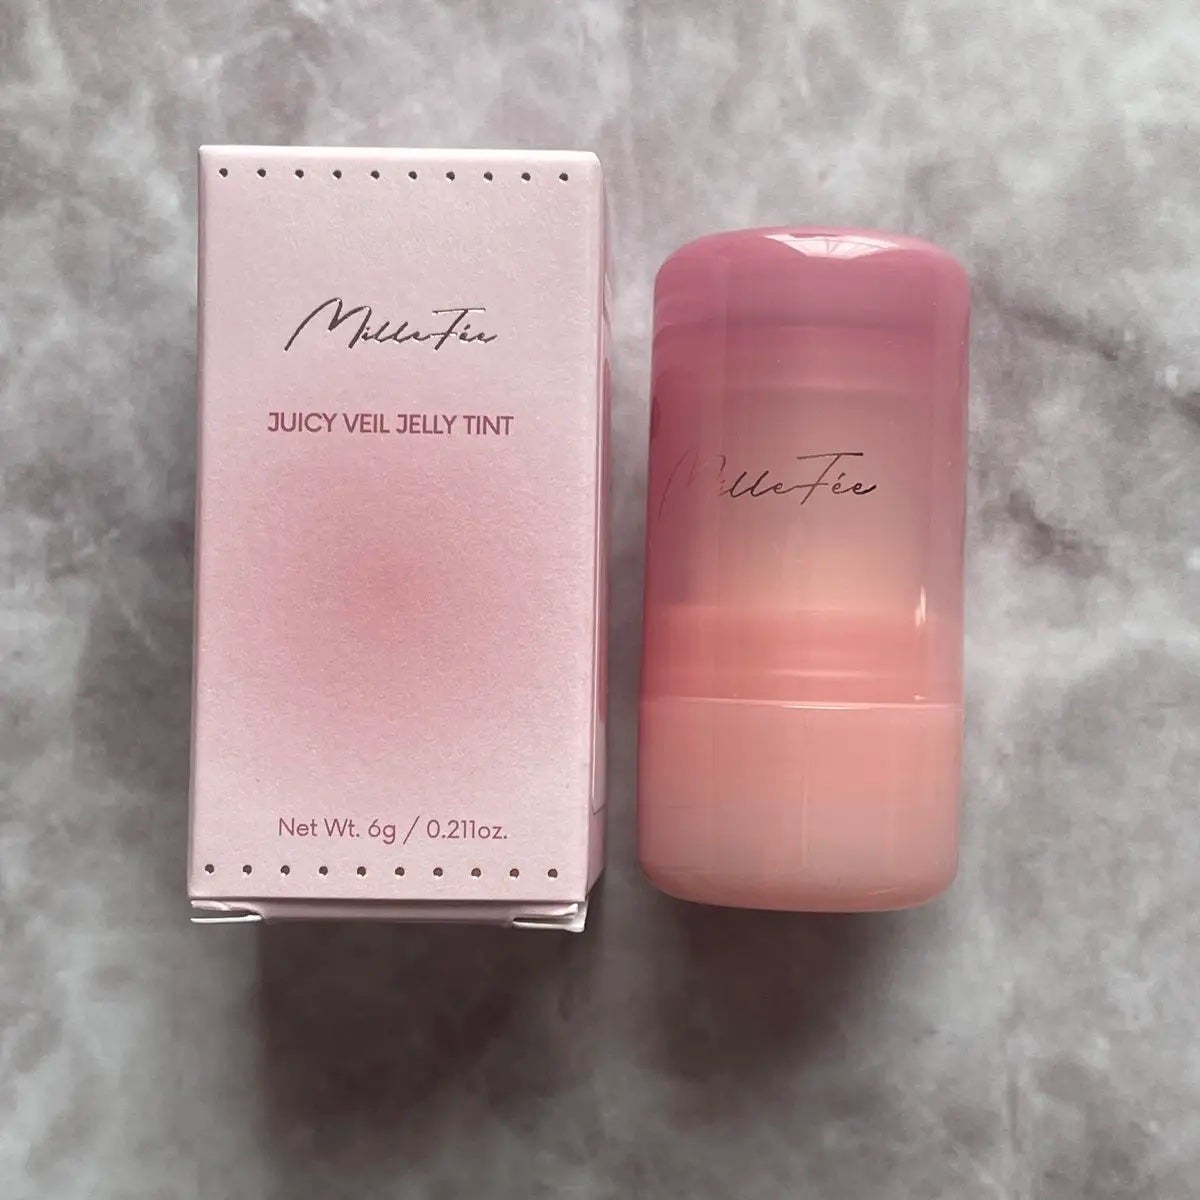 MilleFée
JUICY VEIL JELLY TINT
Net Wt. 6g / 0.211oz.
MilleFée